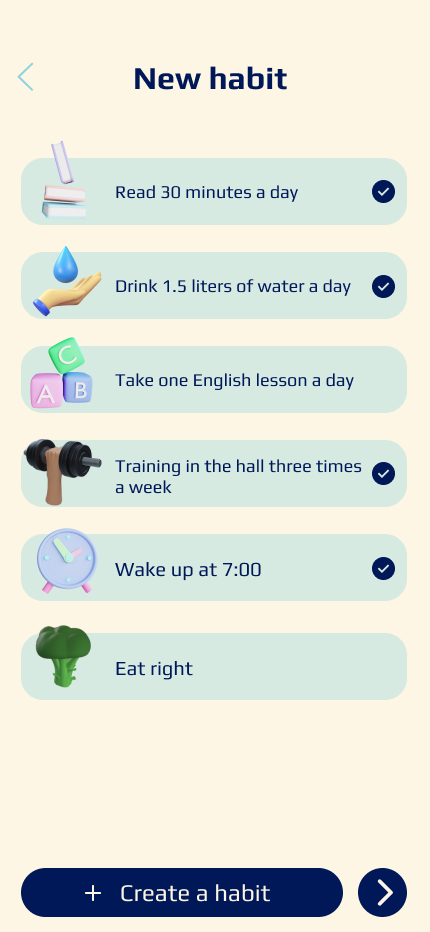 New habit
Read 30 minutes a day
Drink 1.5 liters of water a day
C
A B
Take one English lesson a day
Training in the hall three times
a week
Wake up at 7:00
Eat right
+ Create a habit